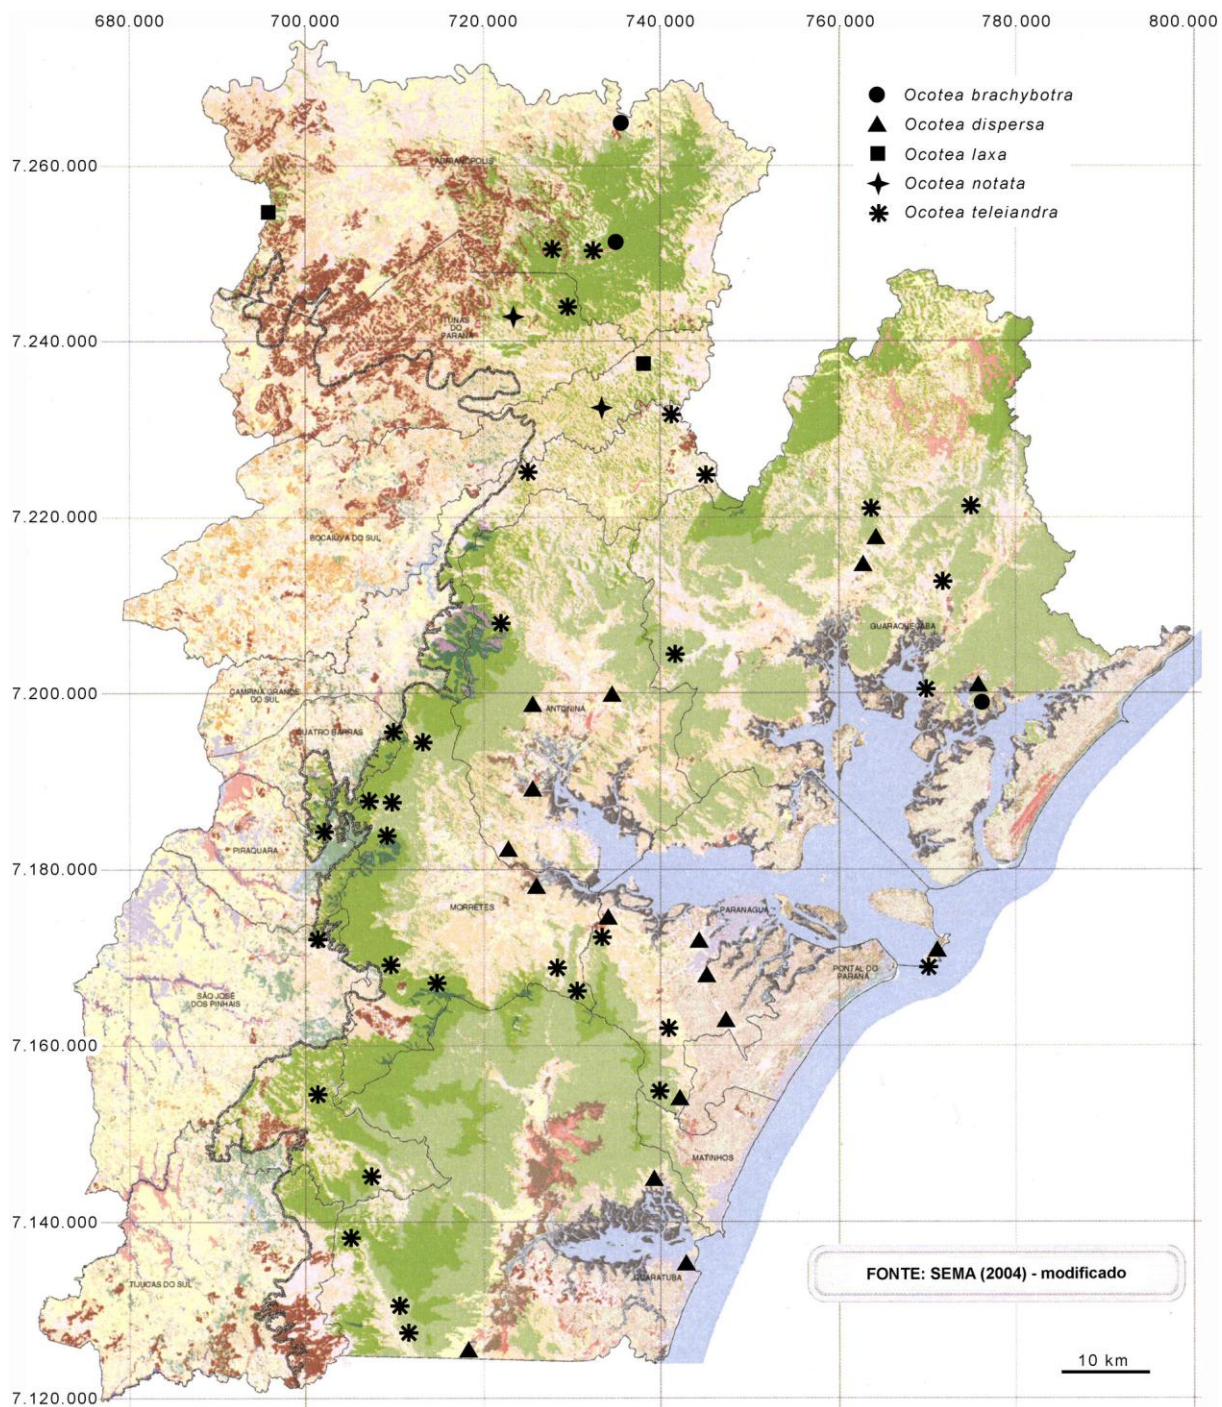 680.000 700.000 720.000 740.000 760.000 780.000 800.000
Ocotea brachybotra
Ocotea dispersa
Ocotea laxa
Ocotea notata
Ocotea teleiandra
7.260.000
ADRIANÓPOLIS
7.240.000
TUNAS
DO
PARANÁ
7.220.000
BOCAIÚVA DO SUL
GUARAQUEÇABA
7.200.000
CAMPINA GRANDE
DO SUL
ANTONINA
QUATRO BARRAS
PIRAQUARA
7.180.000
MORRETES
PARANAGUÁ
PONTAL DO
PARANÁ
SÃO JOSÉ
DOS PINHAIS
7.160.000
MATINHOS
7.140.000
GUARATUBA
TIJUCAS DO SUL
FONTE: SEMA (2004) - modificado
10 km
7.120.000